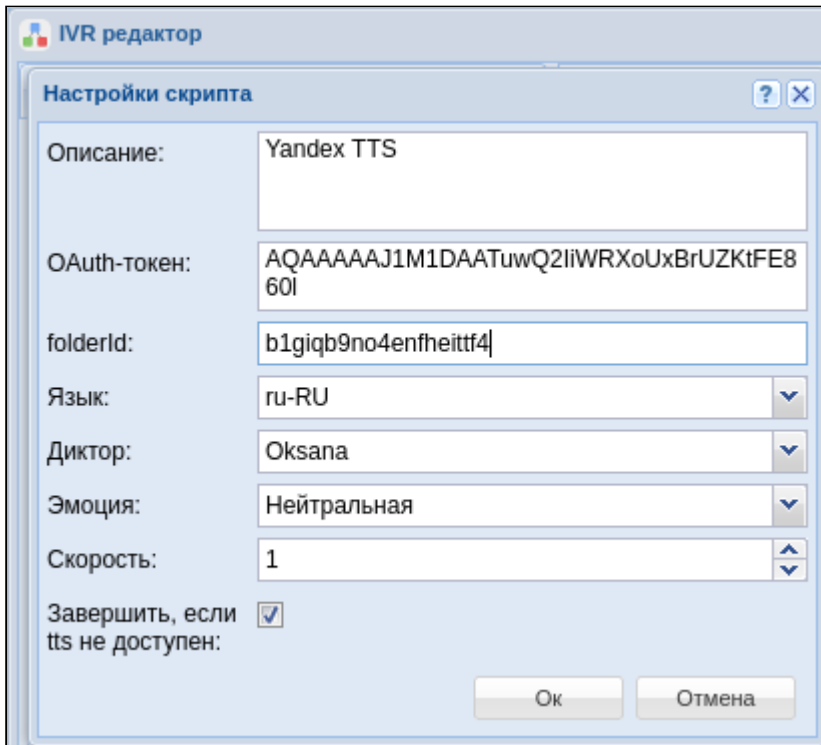 IVR редактор
Настройки скрипта
Описание:
Yandex TTS
OAuth-токен:
AQAAAAAJ1M1DAATuwQ2IiWRXoUxBrUZKtFE8
60I
folderId:
b1giqb9no4enfheittf4
Язык:
ru-RU
Диктор:
Oksana
Эмоция:
Нейтральная
Скорость:
1
Завершить, если
tts не доступен:
Ок
Отмена